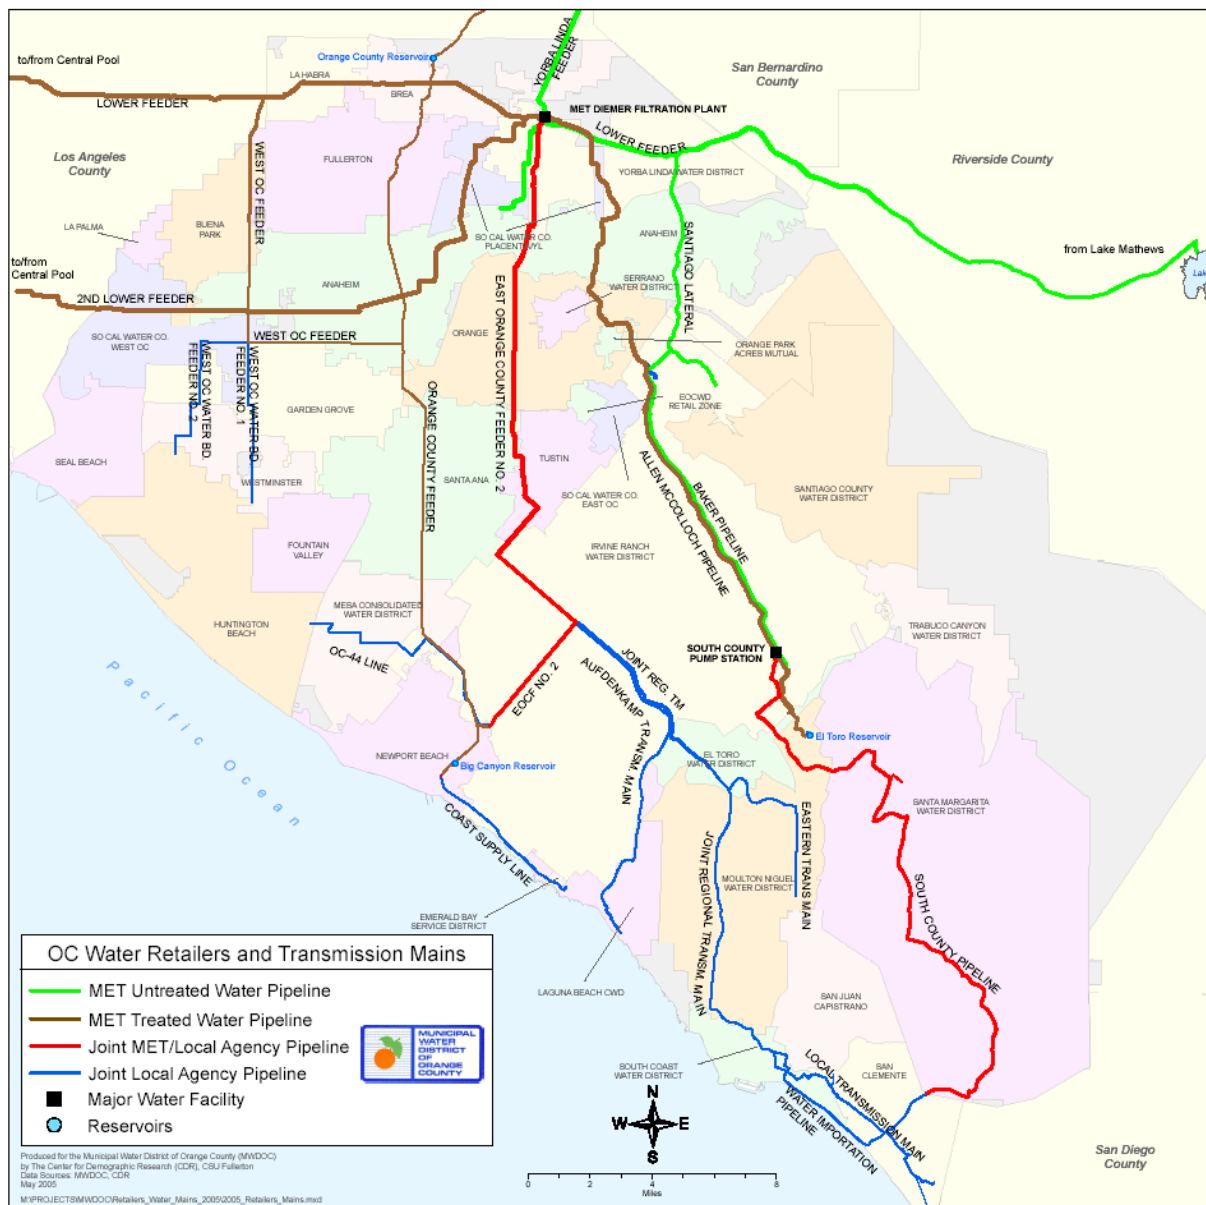 to/from Central Pool
Orange County Reservoir
LA HABRA
BREA
LOWER FEEDER
YORBA LINDA
FEEDER
San Bernardino
County
MET DIEMER FILTRATION PLANT
LOWER FEEDER
Los Angeles
County
Riverside County
WEST OC FEEDER
FULLERTON
YORBA LINDA WATER DISTRICT
LA PALMA
BUENA
PARK
SO CAL WATER CO.
PLACENT/YL
ANAHEIM
SANTIAGO LATERAL
from Lake Mathews
Lake
to/from
Central Pool
2ND LOWER FEEDER
ANAHEIM
SERRANO
WATER DISTRICT
SO CAL WATER CO.
WEST OC
WEST OC FEEDER
ORANGE
EAST ORANGE COUNTY FEEDER NO. 2
ORANGE PARK
ACRES MUTUAL
WEST OC WATER BD.
FEEDER NO. 2
WEST OC WATER BD.
FEEDER NO. 1
GARDEN GROVE
ORANGE COUNTY FEEDER
EOCWD
RETAIL ZONE
SEAL BEACH
WESTMINSTER
SANTA ANA
TUSTIN
SO CAL WATER CO.
EAST OC
ALLEN MCCOLLOCH PIPELINE
BAKER PIPELINE
SANTIAGO COUNTY
WATER DISTRICT
FOUNTAIN
VALLEY
IRVINE RANCH
WATER DISTRICT
MESA CONSOLIDATED
WATER DISTRICT
HUNTINGTON
BEACH
OC-44 LINE
TRABUCO CANYON
WATER DISTRICT
SOUTH COUNTY
PUMP STATION
EOCF NO. 2
JOINT REG. TM
AUFDENKAMP TRANSM. MAIN
Pacific Ocean
NEWPORT BEACH
Big Canyon Reservoir
EL TORO
WATER DISTRICT
El Toro Reservoir
COAST SUPPLY LINE
EASTERN TRANS MAIN
SANTA MARGARITA
WATER DISTRICT
JOINT REGIONAL TRANSM. MAIN
MOULTON NIGUEL
WATER DISTRICT
SOUTH COUNTY PIPELINE
EMERALD BAY
SERVICE DISTRICT
LAGUNA BEACH CWD
SAN JUAN
CAPISTRANO
SOUTH COAST
WATER DISTRICT
LOCAL TRANSMISSION MAIN
SAN
CLEMENTE
WATER IMPORTATION
PIPELINE
San Diego
County
OC Water Retailers and Transmission Mains
MET Untreated Water Pipeline
MET Treated Water Pipeline
Joint MET/Local Agency Pipeline
Joint Local Agency Pipeline
Major Water Facility
Reservoirs
MUNICIPAL
WATER
DISTRICT
OF
ORANGE
COUNTY
N
W E
S
0 2 4 8
Miles
Produced for the Municipal Water District of Orange County (MWDOC)
by The Center for Demographic Research (CDR), CSU Fullerton
Data Sources: MWDOC, CDR
May 2005
M:\PROJECTS\MWDOC\Retailers_Water_Mains_2005\2005_Retailers_Mains.mxd